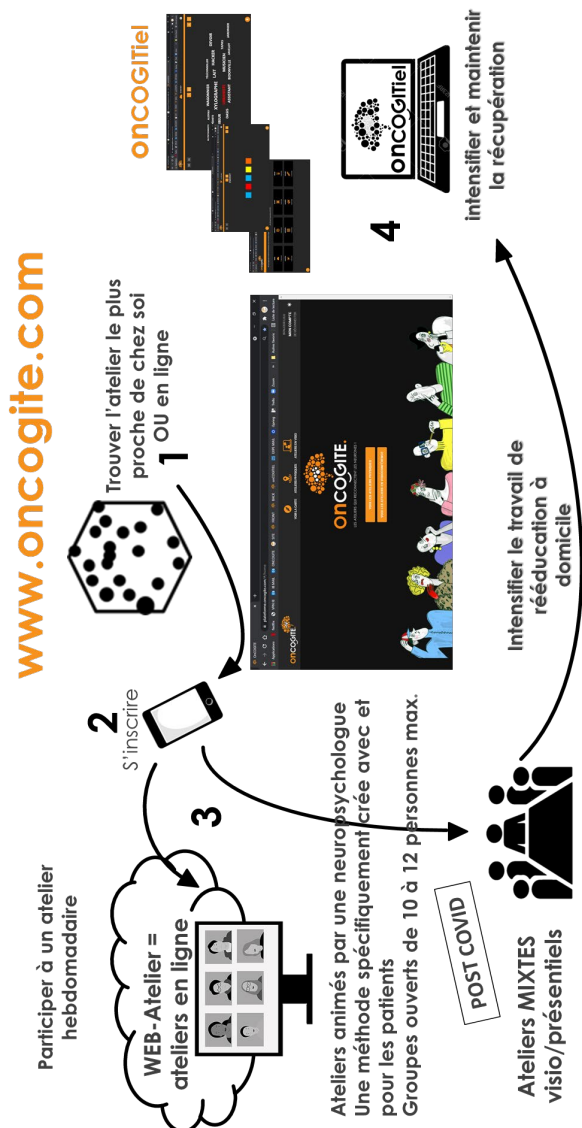 www.oncogite.com
Trouver l'atelier le plus
proche de chez soi
OU en ligne
1
2
S'inscrire
3
Participer à un atelier
hebdomadaire
WEB-Atelier =
ateliers en ligne
Ateliers animés par une neuropsychologue
Une méthode spécifiquement crée avec et
pour les patients
Groupes ouverts de 10 à 12 personnes max.
POST COVID
Ateliers MIXTES
visio/présentiels
Intensifier le travail de
rééducation à
domicile
oncogite.
MON COMPTE
4
oncoGITiel
oncoGITiel
intensifier et maintenir
la récupération